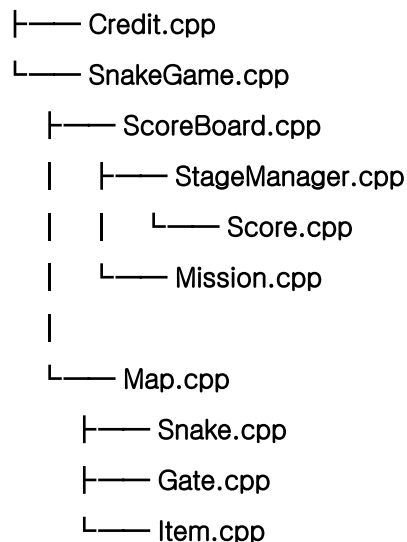 ├── Credit.cpp
└── SnakeGame.cpp
    ├── ScoreBoard.cpp
    │   ├── StageManager.cpp
    │   │   └── Score.cpp
    │   └── Mission.cpp
    │
    └── Map.cpp
        ├── Snake.cpp
        ├── Gate.cpp
        └── Item.cpp